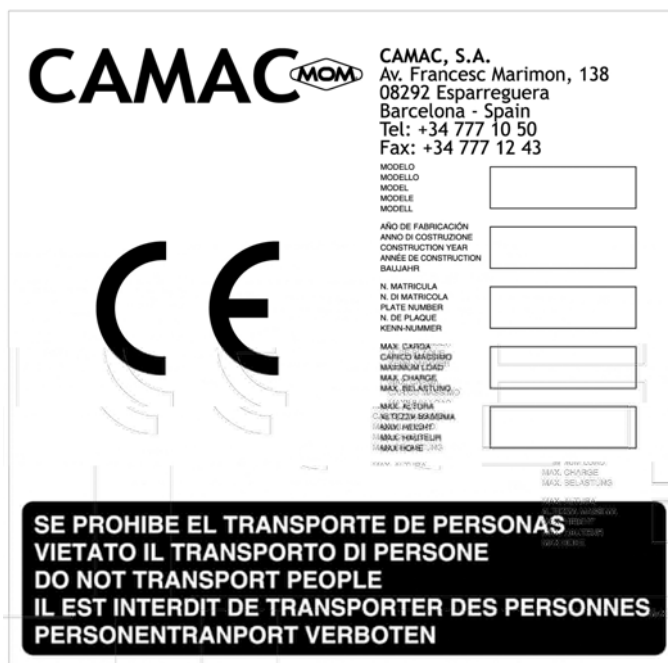 CAMAC MOM
CAMAC, S.A.
Av. Francesc Marimon, 138
08292 Esparreguera
Barcelona - Spain
Tel: +34 777 10 50
Fax: +34 777 12 43
MODELO
MODELLO
MODEL
MODELE
MODELL
AÑO DE FABRICACIÓN
ANNO DI COSTRUZIONE
CONSTRUCTION YEAR
ANNÉE DE CONSTRUCTION
BAUJAHR
N. MATRICULA
N. DI MATRICOLA
PLATE NUMBER
N. DE PLAQUE
KENN-NUMMER
CE
MAX. CARGA
CARICO MASSIMO
MAXIMUM LOAD
MAX. CHARGE
MAX. BELASTUNG
MAX. ALTURA
ALTEZZA MASSIMA
MAX. HEIGHT
MAX. HAUTEUR
MAX. CHARGE
MAX. BELASTUNG
SE PROHIBE EL TRANSPORTE DE PERSONAS
VIETATO IL TRANSPORTO DI PERSONE
DO NOT TRANSPORT PEOPLE
IL EST INTERDIT DE TRANSPORTER DES PERSONNES
PERSONENTRANPORT VERBOTEN